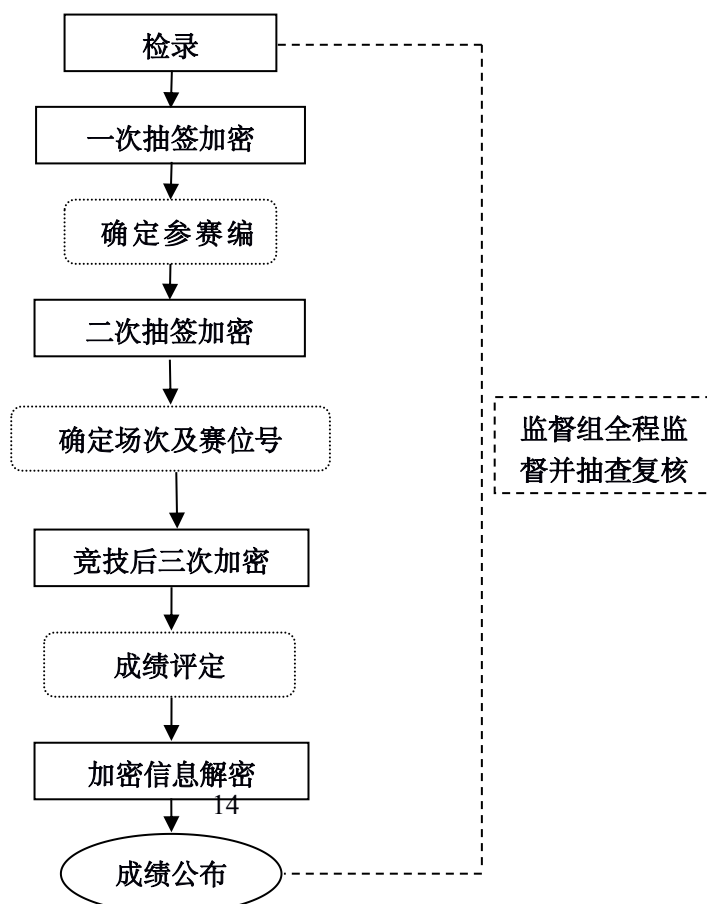 检录
一次抽签加密
确定参赛编
二次抽签加密
确定场次及赛位号
监督组全程监
督并抽查复核
竞技后三次加密
成绩评定
加密信息解密
14
成绩公布